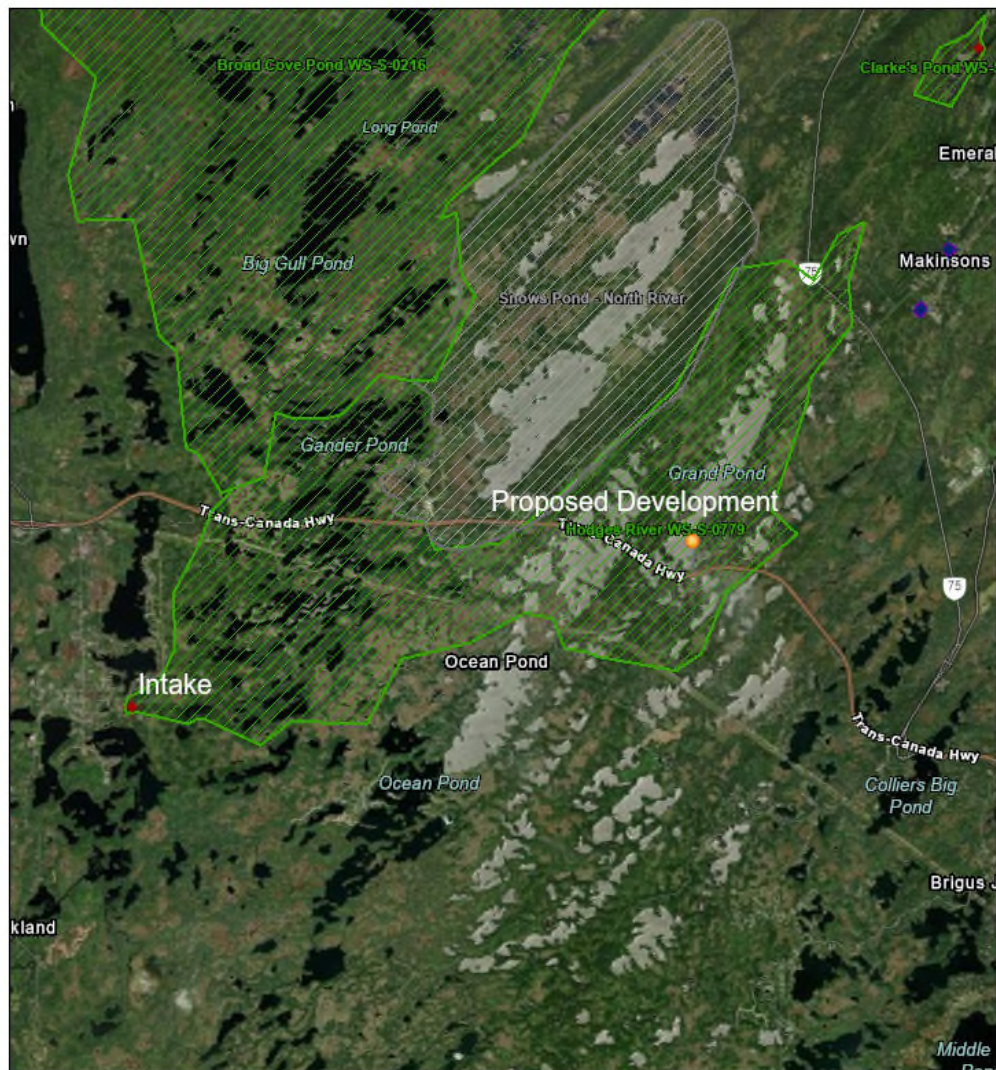 Broad Cove Pond WS-S-0216
Clarke's Pond WS-
Long Pond
Emeral
wn
Makinsons
Big Gull Pond
75
Snows Pond - North River
Gander Pond
Grand Pond
Proposed Development
Trans-Canada Hwy
Hodges River WS-S-0779
Trans-Canada Hwy
75
Ocean Pond
Intake
Trans-Canada Hwy
Ocean Pond
Colliers Big
Pond
Brigus J
kland
Middle